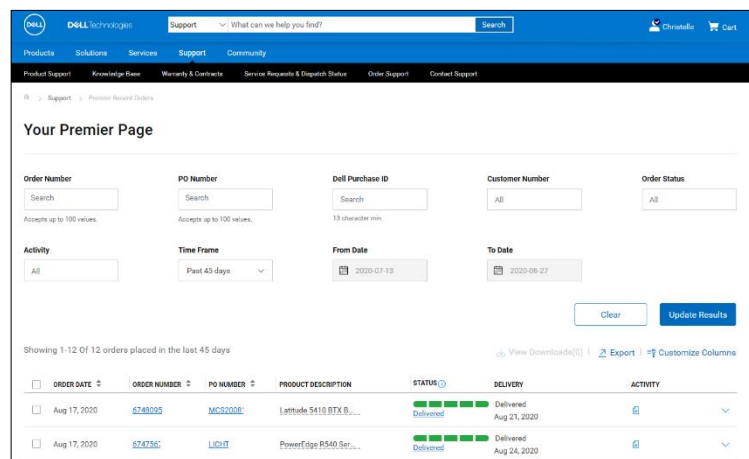 DELL
DELLTechnologies
Support
What can we help you find?
Search
Christella
Cart
Products Solutions Services Support Community
Product Support Knowledge Base Warranty & Contracts Service Requests & Dispatch Status Order Support Contact Support
> Support > Premier Recent Orders
Your Premier Page
Order Number PO Number Dell Purchase ID Customer Number Order Status
Search Search Search All All
Accepts up to 100 values. Accepts up to 100 values. 13 character min
Activity Time Frame From Date To Date
All Past 45 days 2020-07-13 2020-08-27
Clear Update Results
Showing 1-12 Of 12 orders placed in the last 45 days
View Downloads(0) | Export | Customize Columns
ORDER DATE ORDER NUMBER PO NUMBER PRODUCT DESCRIPTION STATUS DELIVERY ACTIVITY
Aug 17, 2020 6748095 MCS2008 Latitude 5410 BTX B... Delivered Delivered
Aug 21, 2020
Aug 17, 2020 674756 LICHT PowerEdge R540 Ser... Delivered Delivered
Aug 24, 2020